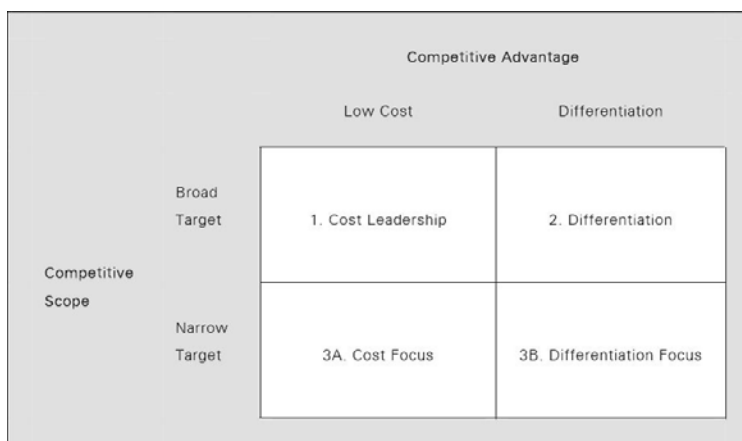 Competitive Advantage
Low Cost
Differentiation
Broad
Target
1. Cost Leadership
2. Differentiation
Competitive
Scope
Narrow
Target
3A. Cost Focus
3B. Differentiation Focus